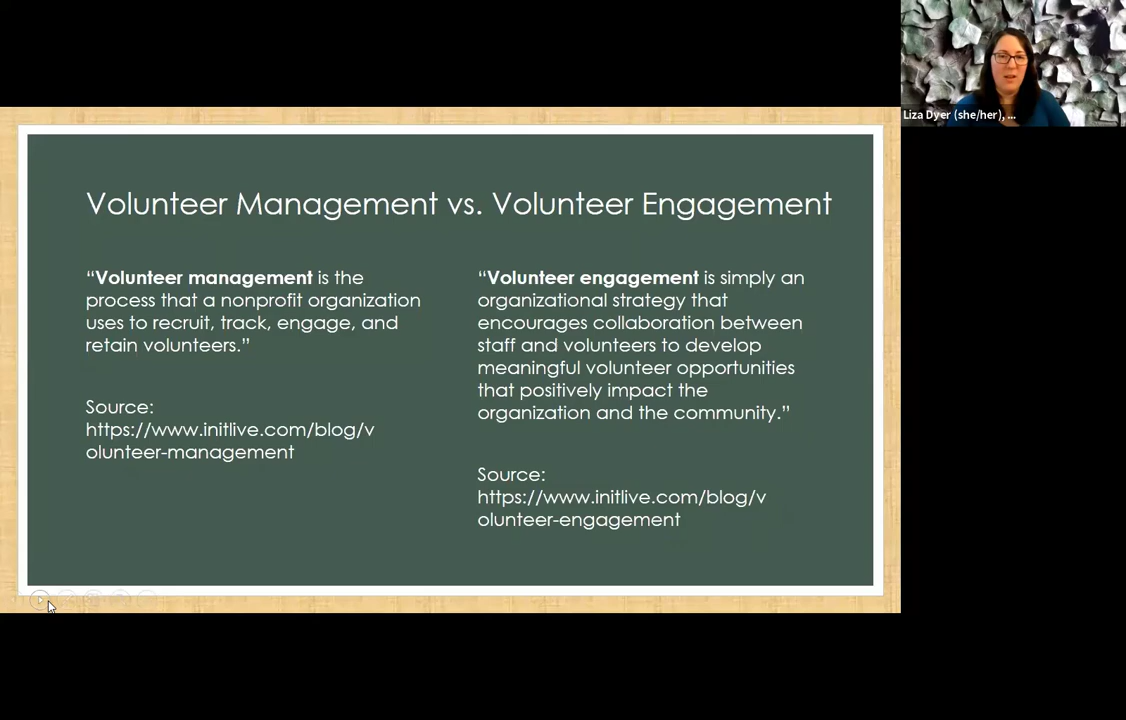 Liza Dyer (she/her), ...
Volunteer Management vs. Volunteer Engagement
“Volunteer management is the
process that a nonprofit organization
uses to recruit, track, engage, and
retain volunteers.”
Source:
https://www.initlive.com/blog/v
olunteer-management
“Volunteer engagement is simply an
organizational strategy that
encourages collaboration between
staff and volunteers to develop
meaningful volunteer opportunities
that positively impact the
organization and the community.”
Source:
https://www.initlive.com/blog/v
olunteer-engagement